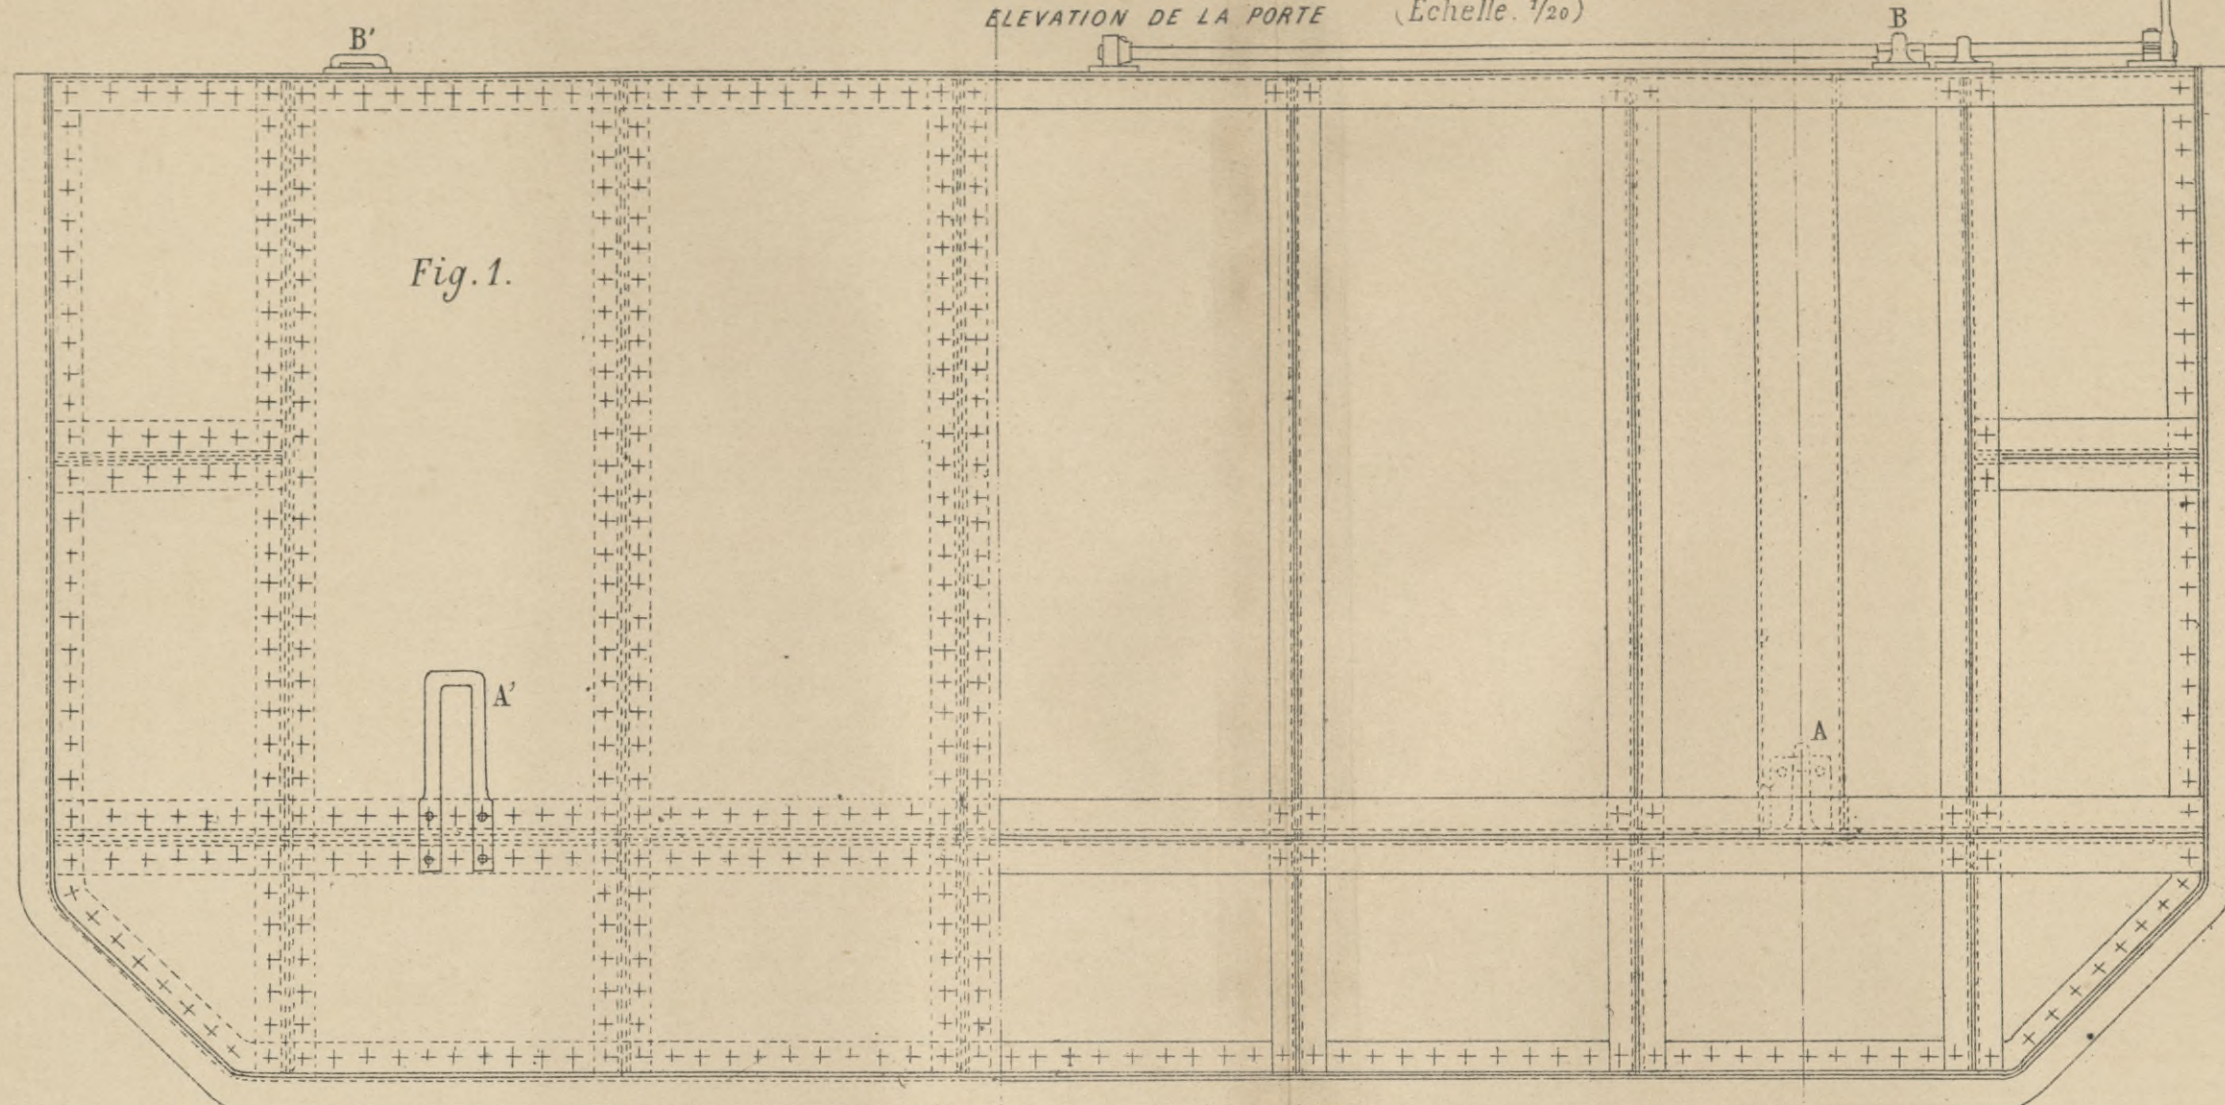 ELEVATION DE LA PORTE (Echelle. 1/20)
B'
B
Fig. 1.
A'
A